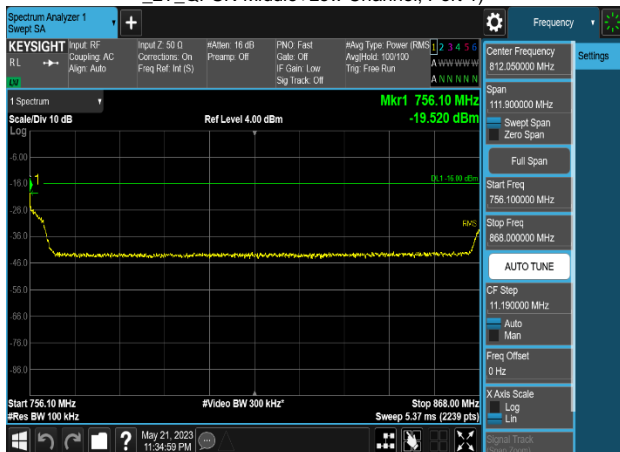 Spectrum Analyzer 1
Swept SA
Frequency
KEYSIGHT
RL
Input: RF
Coupling: AC
Align: Auto
Input Z: 50 Ω
Corrections: On
Freq Ref: Int (S)
#Atten: 16 dB
Preamp: Off
PNO: Fast
Gate: Off
IF Gain: Low
Sig Track: Off
#Avg Type: Power (RMS
Avg|Hold: 100/100
Trig: Free Run
1 2 3 4 5 6
A W W W W W
A N N N N N
Center Frequency
812.050000 MHz
Settings
1 Spectrum
Mkr1 756.10 MHz
-19.520 dBm
Scale/Div 10 dB
Ref Level 4.00 dBm
Log
-6.00
-16.0
-26.0
-36.0
-46.0
-56.0
-66.0
-76.0
-86.0
1
DL1 -16.00 dBm
RMS
Span
111.900000 MHz
Swept Span
Zero Span
Full Span
Start Freq
756.100000 MHz
Stop Freq
868.000000 MHz
AUTO TUNE
CF Step
11.190000 MHz
Auto
Man
Freq Offset
0 Hz
X Axis Scale
Log
Lin
Signal Track
(Span Zoom)
Start 756.10 MHz
#Res BW 100 kHz
#Video BW 300 kHz*
Stop 868.00 MHz
Sweep 5.37 ms (2239 pts)
May 21, 2023
11:34:59 PM